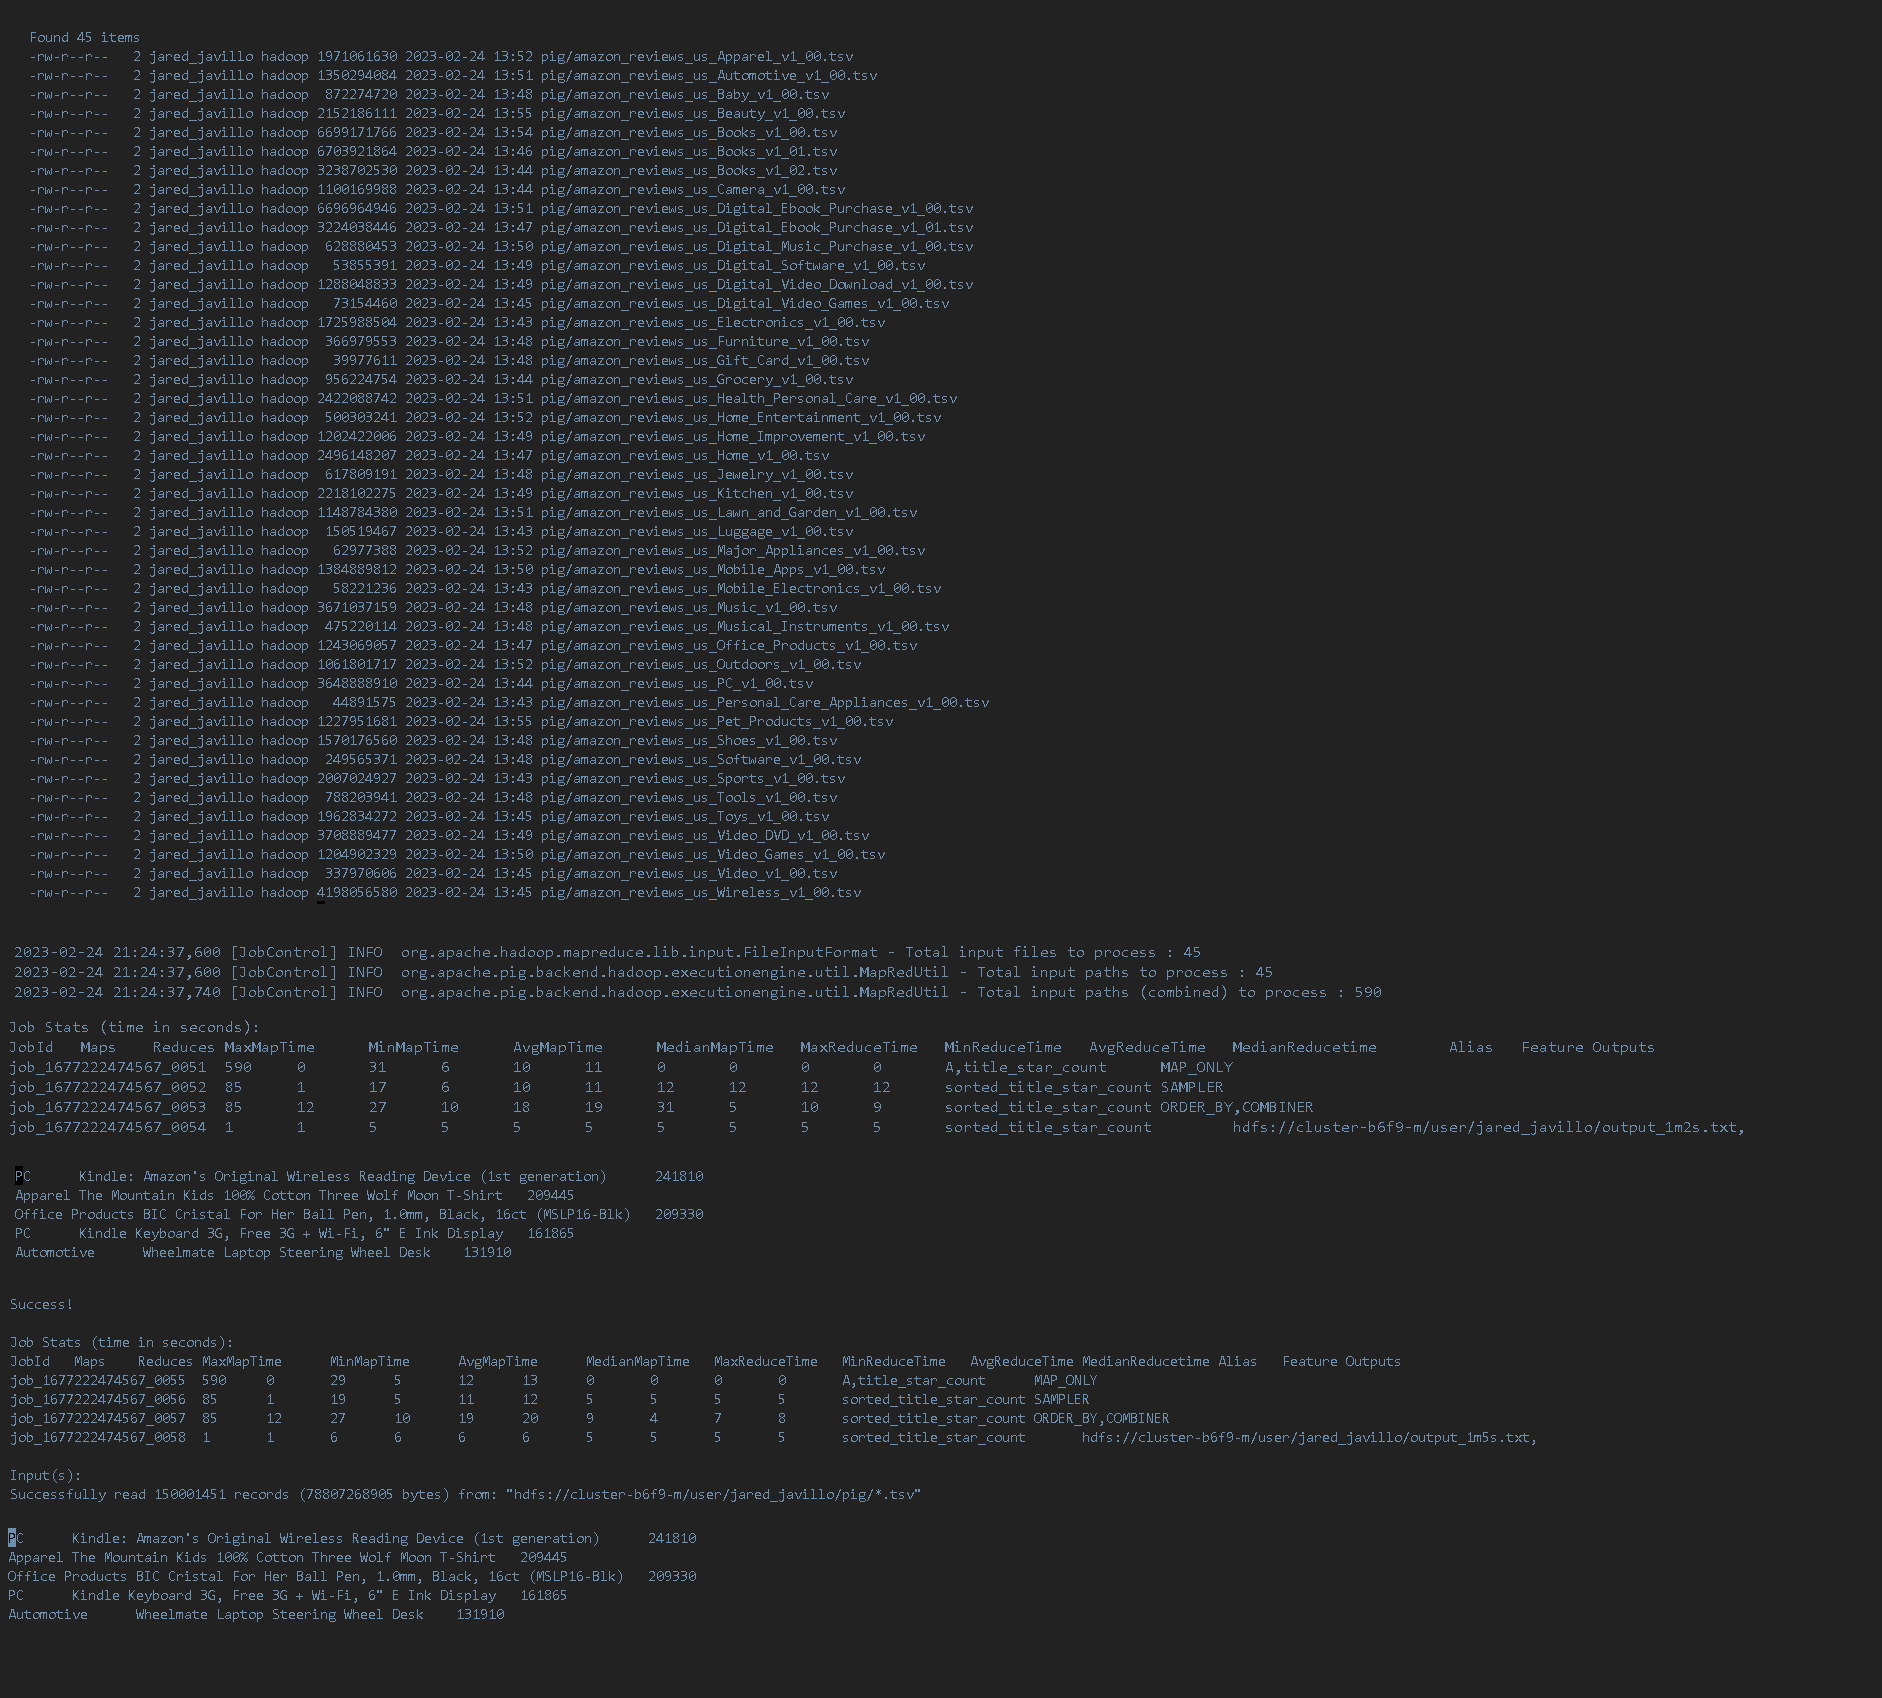 Found 45 items
-rw-r--r--   2 jared_javillo hadoop 1971061630 2023-02-24 13:52 pig/amazon_reviews_us_Apparel_v1_00.tsv
-rw-r--r--   2 jared_javillo hadoop 1350294084 2023-02-24 13:51 pig/amazon_reviews_us_Automotive_v1_00.tsv
-rw-r--r--   2 jared_javillo hadoop  872274720 2023-02-24 13:48 pig/amazon_reviews_us_Baby_v1_00.tsv
-rw-r--r--   2 jared_javillo hadoop 2152186111 2023-02-24 13:55 pig/amazon_reviews_us_Beauty_v1_00.tsv
-rw-r--r--   2 jared_javillo hadoop 6699171766 2023-02-24 13:54 pig/amazon_reviews_us_Books_v1_00.tsv
-rw-r--r--   2 jared_javillo hadoop 6703921864 2023-02-24 13:46 pig/amazon_reviews_us_Books_v1_01.tsv
-rw-r--r--   2 jared_javillo hadoop 3238702530 2023-02-24 13:44 pig/amazon_reviews_us_Books_v1_02.tsv
-rw-r--r--   2 jared_javillo hadoop 1100169988 2023-02-24 13:44 pig/amazon_reviews_us_Camera_v1_00.tsv
-rw-r--r--   2 jared_javillo hadoop 6696964946 2023-02-24 13:51 pig/amazon_reviews_us_Digital_Ebook_Purchase_v1_00.tsv
-rw-r--r--   2 jared_javillo hadoop 3224038446 2023-02-24 13:47 pig/amazon_reviews_us_Digital_Ebook_Purchase_v1_01.tsv
-rw-r--r--   2 jared_javillo hadoop  628880453 2023-02-24 13:50 pig/amazon_reviews_us_Digital_Music_Purchase_v1_00.tsv
-rw-r--r--   2 jared_javillo hadoop   53855391 2023-02-24 13:49 pig/amazon_reviews_us_Digital_Software_v1_00.tsv
-rw-r--r--   2 jared_javillo hadoop 1288048833 2023-02-24 13:49 pig/amazon_reviews_us_Digital_Video_Download_v1_00.tsv
-rw-r--r--   2 jared_javillo hadoop   73154460 2023-02-24 13:45 pig/amazon_reviews_us_Digital_Video_Games_v1_00.tsv
-rw-r--r--   2 jared_javillo hadoop 1725988504 2023-02-24 13:43 pig/amazon_reviews_us_Electronics_v1_00.tsv
-rw-r--r--   2 jared_javillo hadoop  366979553 2023-02-24 13:48 pig/amazon_reviews_us_Furniture_v1_00.tsv
-rw-r--r--   2 jared_javillo hadoop   39977611 2023-02-24 13:48 pig/amazon_reviews_us_Gift_Card_v1_00.tsv
-rw-r--r--   2 jared_javillo hadoop  956224754 2023-02-24 13:44 pig/amazon_reviews_us_Grocery_v1_00.tsv
-rw-r--r--   2 jared_javillo hadoop 2422088742 2023-02-24 13:51 pig/amazon_reviews_us_Health_Personal_Care_v1_00.tsv
-rw-r--r--   2 jared_javillo hadoop  500303241 2023-02-24 13:52 pig/amazon_reviews_us_Home_Entertainment_v1_00.tsv
-rw-r--r--   2 jared_javillo hadoop 1202422006 2023-02-24 13:49 pig/amazon_reviews_us_Home_Improvement_v1_00.tsv
-rw-r--r--   2 jared_javillo hadoop 2496148207 2023-02-24 13:47 pig/amazon_reviews_us_Home_v1_00.tsv
-rw-r--r--   2 jared_javillo hadoop  617809191 2023-02-24 13:48 pig/amazon_reviews_us_Jewelry_v1_00.tsv
-rw-r--r--   2 jared_javillo hadoop 2218102275 2023-02-24 13:49 pig/amazon_reviews_us_Kitchen_v1_00.tsv
-rw-r--r--   2 jared_javillo hadoop 1148784380 2023-02-24 13:51 pig/amazon_reviews_us_Lawn_and_Garden_v1_00.tsv
-rw-r--r--   2 jared_javillo hadoop  150519467 2023-02-24 13:43 pig/amazon_reviews_us_Luggage_v1_00.tsv
-rw-r--r--   2 jared_javillo hadoop   62977388 2023-02-24 13:52 pig/amazon_reviews_us_Major_Appliances_v1_00.tsv
-rw-r--r--   2 jared_javillo hadoop 1384889812 2023-02-24 13:50 pig/amazon_reviews_us_Mobile_Apps_v1_00.tsv
-rw-r--r--   2 jared_javillo hadoop   58221236 2023-02-24 13:43 pig/amazon_reviews_us_Mobile_Electronics_v1_00.tsv
-rw-r--r--   2 jared_javillo hadoop 3671037159 2023-02-24 13:48 pig/amazon_reviews_us_Music_v1_00.tsv
-rw-r--r--   2 jared_javillo hadoop  475220114 2023-02-24 13:48 pig/amazon_reviews_us_Musical_Instruments_v1_00.tsv
-rw-r--r--   2 jared_javillo hadoop 1243069057 2023-02-24 13:47 pig/amazon_reviews_us_Office_Products_v1_00.tsv
-rw-r--r--   2 jared_javillo hadoop 1061801717 2023-02-24 13:52 pig/amazon_reviews_us_Outdoors_v1_00.tsv
-rw-r--r--   2 jared_javillo hadoop 3648888910 2023-02-24 13:44 pig/amazon_reviews_us_PC_v1_00.tsv
-rw-r--r--   2 jared_javillo hadoop   44891575 2023-02-24 13:43 pig/amazon_reviews_us_Personal_Care_Appliances_v1_00.tsv
-rw-r--r--   2 jared_javillo hadoop 1227951681 2023-02-24 13:55 pig/amazon_reviews_us_Pet_Products_v1_00.tsv
-rw-r--r--   2 jared_javillo hadoop 1570176560 2023-02-24 13:48 pig/amazon_reviews_us_Shoes_v1_00.tsv
-rw-r--r--   2 jared_javillo hadoop  249565371 2023-02-24 13:48 pig/amazon_reviews_us_Software_v1_00.tsv
-rw-r--r--   2 jared_javillo hadoop 2007024927 2023-02-24 13:43 pig/amazon_reviews_us_Sports_v1_00.tsv
-rw-r--r--   2 jared_javillo hadoop  788203941 2023-02-24 13:48 pig/amazon_reviews_us_Tools_v1_00.tsv
-rw-r--r--   2 jared_javillo hadoop 1962834272 2023-02-24 13:45 pig/amazon_reviews_us_Toys_v1_00.tsv
-rw-r--r--   2 jared_javillo hadoop 3708889477 2023-02-24 13:49 pig/amazon_reviews_us_Video_DVD_v1_00.tsv
-rw-r--r--   2 jared_javillo hadoop 1204902329 2023-02-24 13:50 pig/amazon_reviews_us_Video_Games_v1_00.tsv
-rw-r--r--   2 jared_javillo hadoop  337970606 2023-02-24 13:45 pig/amazon_reviews_us_Video_v1_00.tsv
-rw-r--r--   2 jared_javillo hadoop 4198056580 2023-02-24 13:45 pig/amazon_reviews_us_Wireless_v1_00.tsv
2023-02-24 21:24:37,600 [JobControl] INFO  org.apache.hadoop.mapreduce.lib.input.FileInputFormat - Total input files to process : 45
2023-02-24 21:24:37,600 [JobControl] INFO  org.apache.pig.backend.hadoop.executionengine.util.MapRedUtil - Total input paths to process : 45
2023-02-24 21:24:37,740 [JobControl] INFO  org.apache.pig.backend.hadoop.executionengine.util.MapRedUtil - Total input paths (combined) to process : 590
Job Stats (time in seconds):
JobId Maps Reduces MaxMapTime MinMapTime AvgMapTime MedianMapTime MaxReduceTime MinReduceTime AvgReduceTime MedianReducetime Alias Feature Outputs
job_1677222474567_0051 590 0 31 6 10 11 0 0 0 0 A,title_star_count MAP_ONLY
job_1677222474567_0052 85 1 17 6 10 11 12 12 12 12 sorted_title_star_count SAMPLER
job_1677222474567_0053 85 12 27 10 18 19 31 5 10 9 sorted_title_star_count ORDER_BY,COMBINER
job_1677222474567_0054 1 1 5 5 5 5 5 5 5 5 sorted_title_star_count hdfs://cluster-b6f9-m/user/jared_javillo/output_1m2s.txt,
PC Kindle: Amazon's Original Wireless Reading Device (1st generation) 241810
Apparel The Mountain Kids 100% Cotton Three Wolf Moon T-Shirt 209445
Office Products BIC Cristal For Her Ball Pen, 1.0mm, Black, 16ct (MSLP16-Blk) 209330
PC Kindle Keyboard 3G, Free 3G + Wi-Fi, 6" E Ink Display 161865
Automotive Wheelmate Laptop Steering Wheel Desk 131910
Success!
Job Stats (time in seconds):
JobId Maps Reduces MaxMapTime MinMapTime AvgMapTime MedianMapTime MaxReduceTime MinReduceTime AvgReduceTime MedianReducetime Alias Feature Outputs
job_1677222474567_0055 590 0 29 5 12 13 0 0 0 0 A,title_star_count MAP_ONLY
job_1677222474567_0056 85 1 19 5 11 12 5 5 5 5 sorted_title_star_count SAMPLER
job_1677222474567_0057 85 12 27 10 19 20 9 4 7 8 sorted_title_star_count ORDER_BY,COMBINER
job_1677222474567_0058 1 1 6 6 6 6 5 5 5 5 sorted_title_star_count hdfs://cluster-b6f9-m/user/jared_javillo/output_1m5s.txt,
Input(s):
Successfully read 150001451 records (78807268905 bytes) from: "hdfs://cluster-b6f9-m/user/jared_javillo/pig/*.tsv"
PC Kindle: Amazon's Original Wireless Reading Device (1st generation) 241810
Apparel The Mountain Kids 100% Cotton Three Wolf Moon T-Shirt 209445
Office Products BIC Cristal For Her Ball Pen, 1.0mm, Black, 16ct (MSLP16-Blk) 209330
PC Kindle Keyboard 3G, Free 3G + Wi-Fi, 6" E Ink Display 161865
Automotive Wheelmate Laptop Steering Wheel Desk 131910